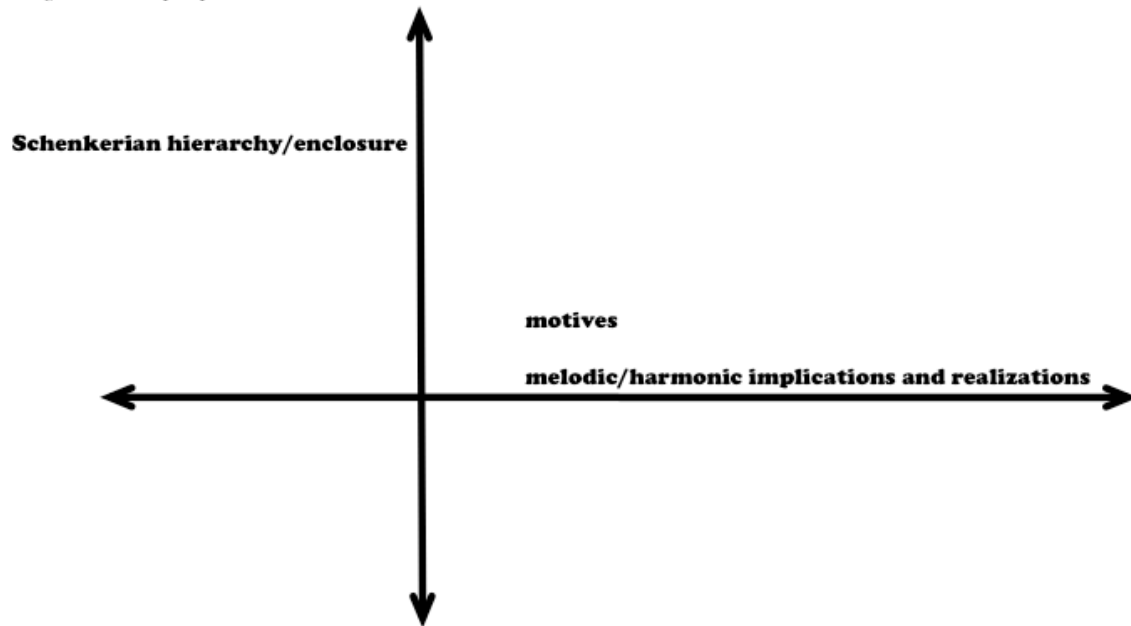 Schenkerian hierarchy/enclosure
motives
melodic/harmonic implications and realizations